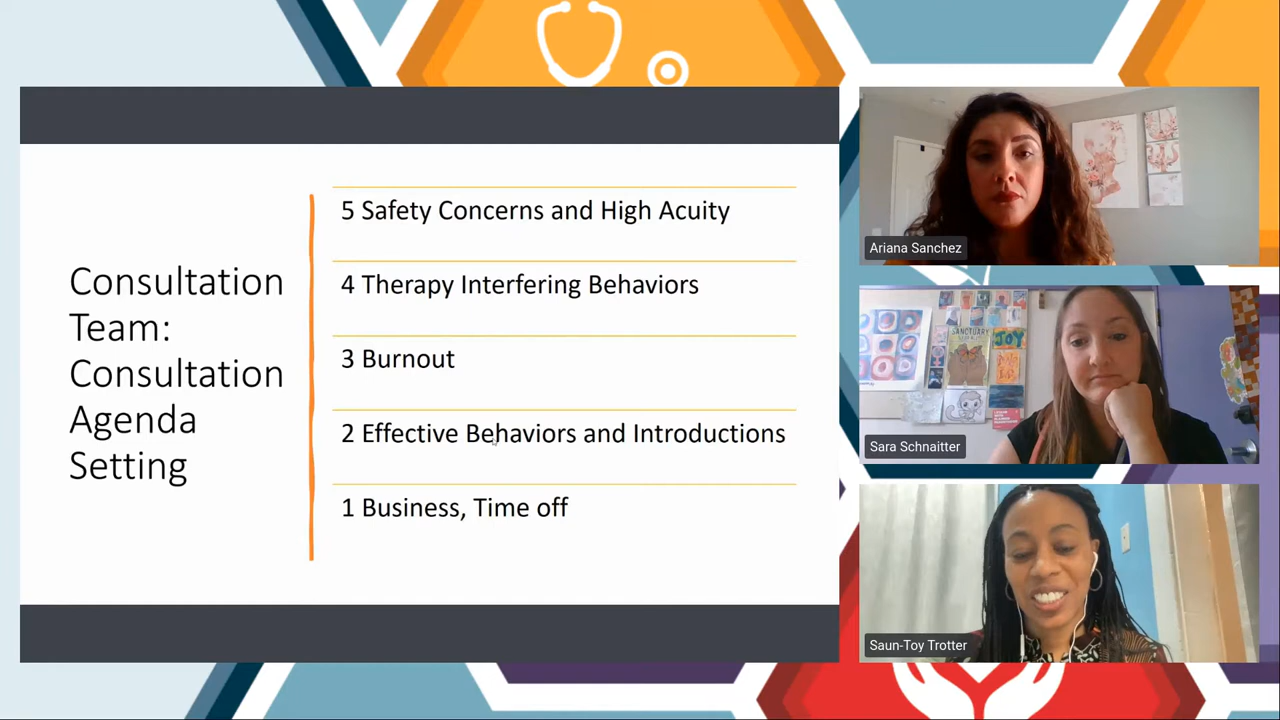 Consultation
Team:
Consultation
Agenda
Setting
5 Safety Concerns and High Acuity
4 Therapy Interfering Behaviors
3 Burnout
2 Effective Behaviors and Introductions
1 Business, Time off
Ariana Sanchez
SANCTUARY
JOY
Sara Schnaitter
Saun-Toy Trotter